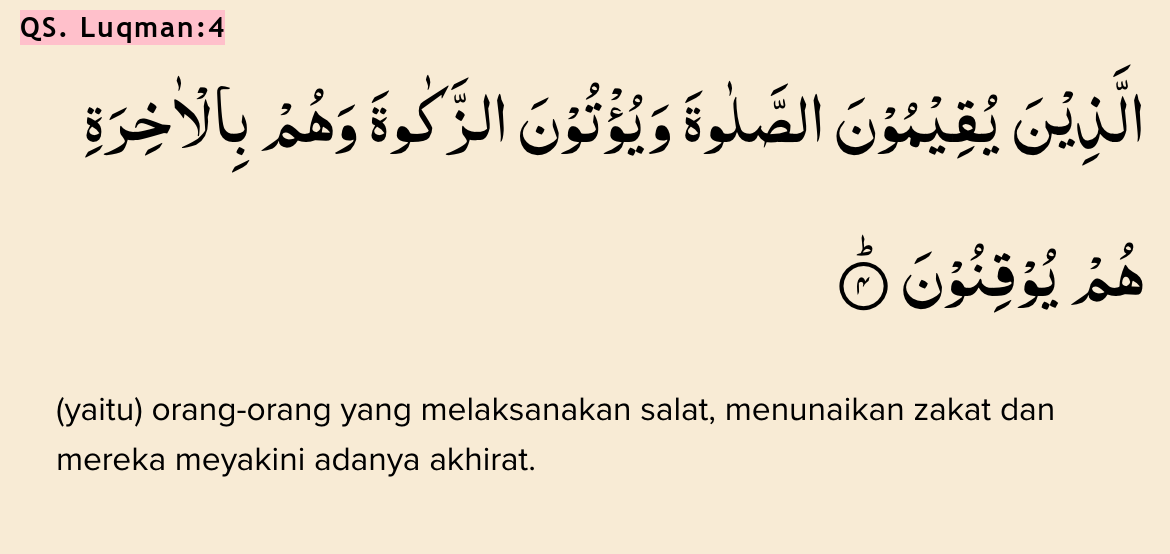 QS. Luqman:4
الَّذِيْنَ يُقِيْمُوْنَ الصَّلٰوةَ وَيُؤْتُوْنَ الزَّكٰوةَ وَهُمْ بِالْاٰخِرَةِ
هُمْ يُوْقِنُوْنَ ۗ ۴
(yaitu) orang-orang yang melaksanakan salat, menunaikan zakat dan
mereka meyakini adanya akhirat.